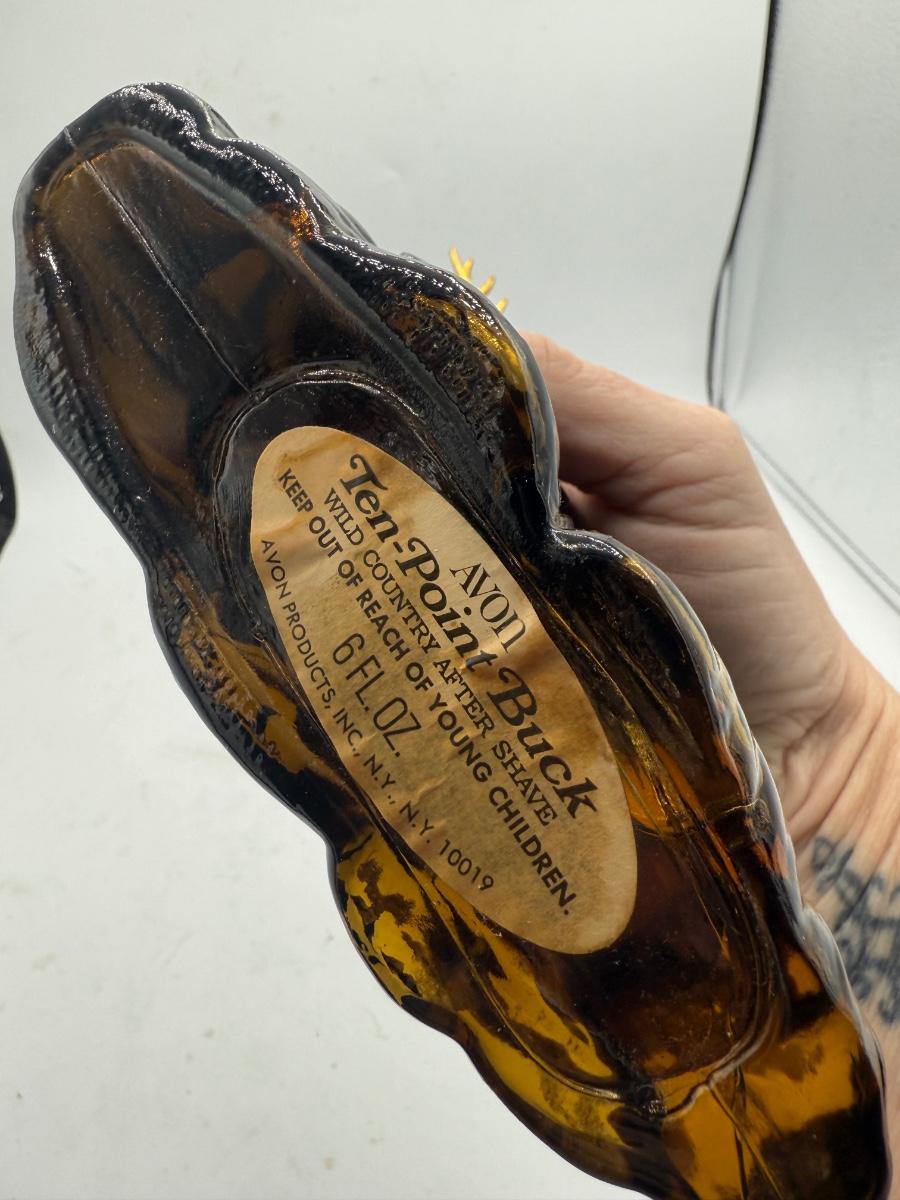 AVON
Ten-Point Buck
WILD COUNTRY AFTER SHAVE
KEEP OUT OF REACH OF YOUNG CHILDREN.
6 FL. OZ.
AVON PRODUCTS, INC., N.Y., N.Y. 10019